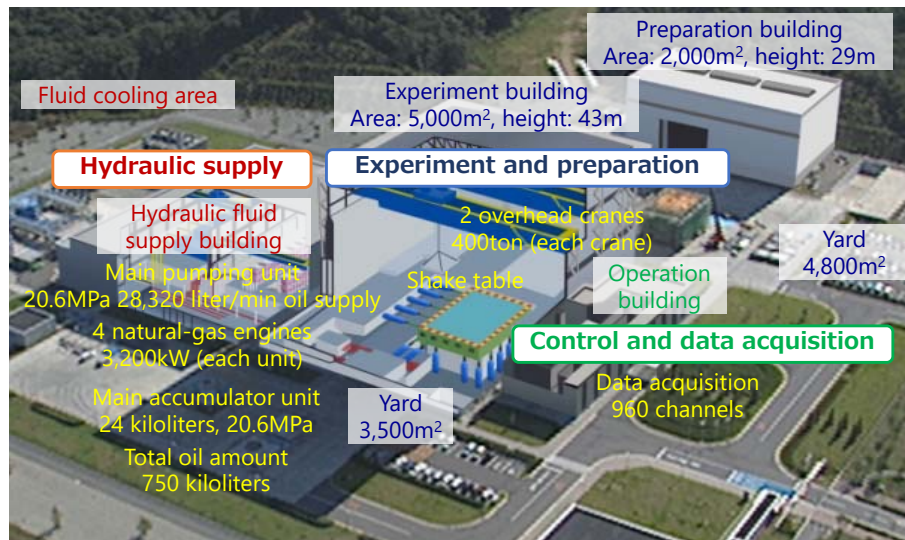 Preparation building
Area: 2,000m², height: 29m
Experiment building
Area: 5,000m², height: 43m
Fluid cooling area
Hydraulic supply
Experiment and preparation
Hydraulic fluid
supply building
2 overhead cranes
400ton (each crane)
Yard
4,800m²
Main pumping unit
20.6MPa 28,320 liter/min oil supply
Shake table
Operation
building
4 natural-gas engines
3,200kW (each unit)
Control and data acquisition
Data acquisition
960 channels
Main accumulator unit
24 kiloliters, 20.6MPa
Yard
3,500m²
Total oil amount
750 kiloliters